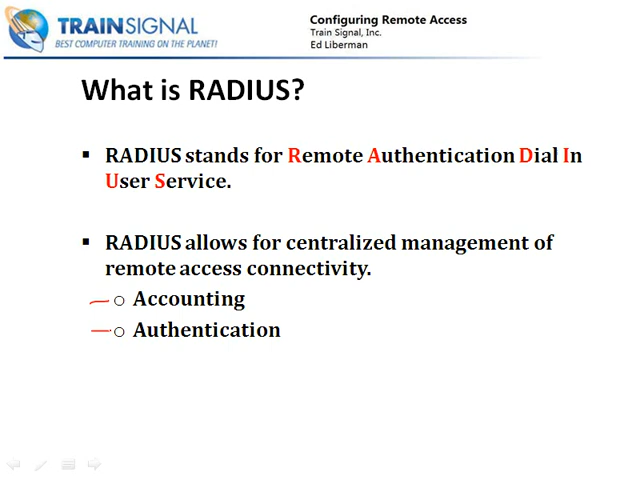 TRAINSIGNAL
BEST COMPUTER TRAINING ON THE PLANET!
Configuring Remote Access
Train Signal, Inc.
Ed Liberman
What is RADIUS?
▪ RADIUS stands for Remote Authentication Dial In
User Service.
▪ RADIUS allows for centralized management of
remote access connectivity.
o Accounting
o Authentication